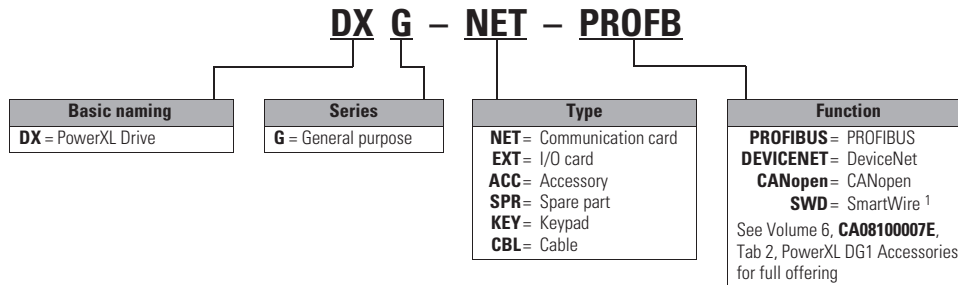 DX G – NET – PROFB
Basic naming
DX = PowerXL Drive
Series
G = General purpose
Type
NET = Communication card
EXT = I/O card
ACC = Accessory
SPR = Spare part
KEY = Keypad
CBL = Cable
Function
PROFIBUS = PROFIBUS
DEVICENET = DeviceNet
CANopen = CANopen
SWD = SmartWire 1
See Volume 6, CA08100007E,
Tab 2, PowerXL DG1 Accessories
for full offering